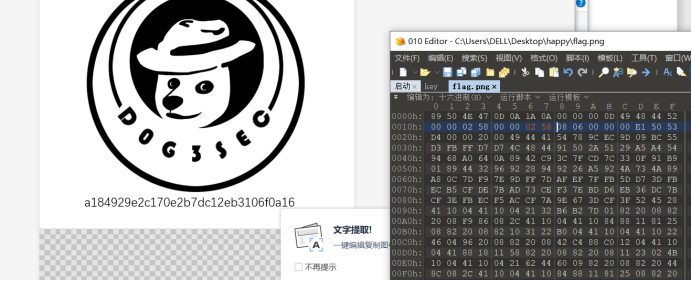 D0G3SEC
a184929e2c170e2b7dc12eb3106f0a16
文字提取!
一键编辑复制图
不再提示
010 Editor - C:\Users\DELL\Desktop\happy\flag.png
文件(F) 编辑(E) 搜索(S) 视图(V) 格式(O) 脚本(I) 模板(L) 工具(T) 窗口(W
启动 key flag.png
编辑为: 十六进制(H) 运行脚本 运行模板
0 1 2 3 4 5 6 7 8 9 A B C D E F
0000h: 89 50 4E 47 0D 0A 1A 0A 00 00 00 0D 49 48 44 52
0010h: 00 00 02 58 00 00 02 58 08 06 00 00 00 E1 50 53
0020h: D4 00 00 20 00 49 44 41 54 78 9C EC 9D 09 BC 55
0030h: D3 FB FF D7 D7 4C 48 44 91 50 2A 51 29 A5 A4 54
0040h: 94 68 A0 64 0A 89 42 C9 3C 7F CD 7C 33 0F 91 B9
0050h: 01 89 44 32 96 92 28 94 92 26 A5 92 4A 73 4A 89
0060h: A8 0C 7D F9 7E 9D FF 7D AF EF 7F FB 5D D7 3D FB
0070h: EC B5 CF DE 7B AD 73 CE F3 7E BD D6 EB 36 DC 7B
0080h: CF 3E FB EC F5 AC CF 7A 9E 67 3D CF 3F 52 45 28
0090h: 41 10 04 41 10 04 21 32 B6 B2 7D 01 82 20 08 82
00A0h: 20 08 F9 86 08 2C 41 10 04 41 10 84 88 11 81 25
00B0h: 08 82 20 08 82 10 31 22 B0 04 41 10 04 41 10 22
00C0h: 46 04 96 20 08 82 20 08 42 C4 88 C0 12 04 41 10
00D0h: 04 41 88 18 11 58 82 20 08 82 20 08 11 23 02 4B
00E0h: 10 04 41 10 04 21 62 44 60 09 82 20 08 82 20 44
00F0h: 8C 08 2C 41 10 04 41 10 84 88 11 81 25 08 82 20